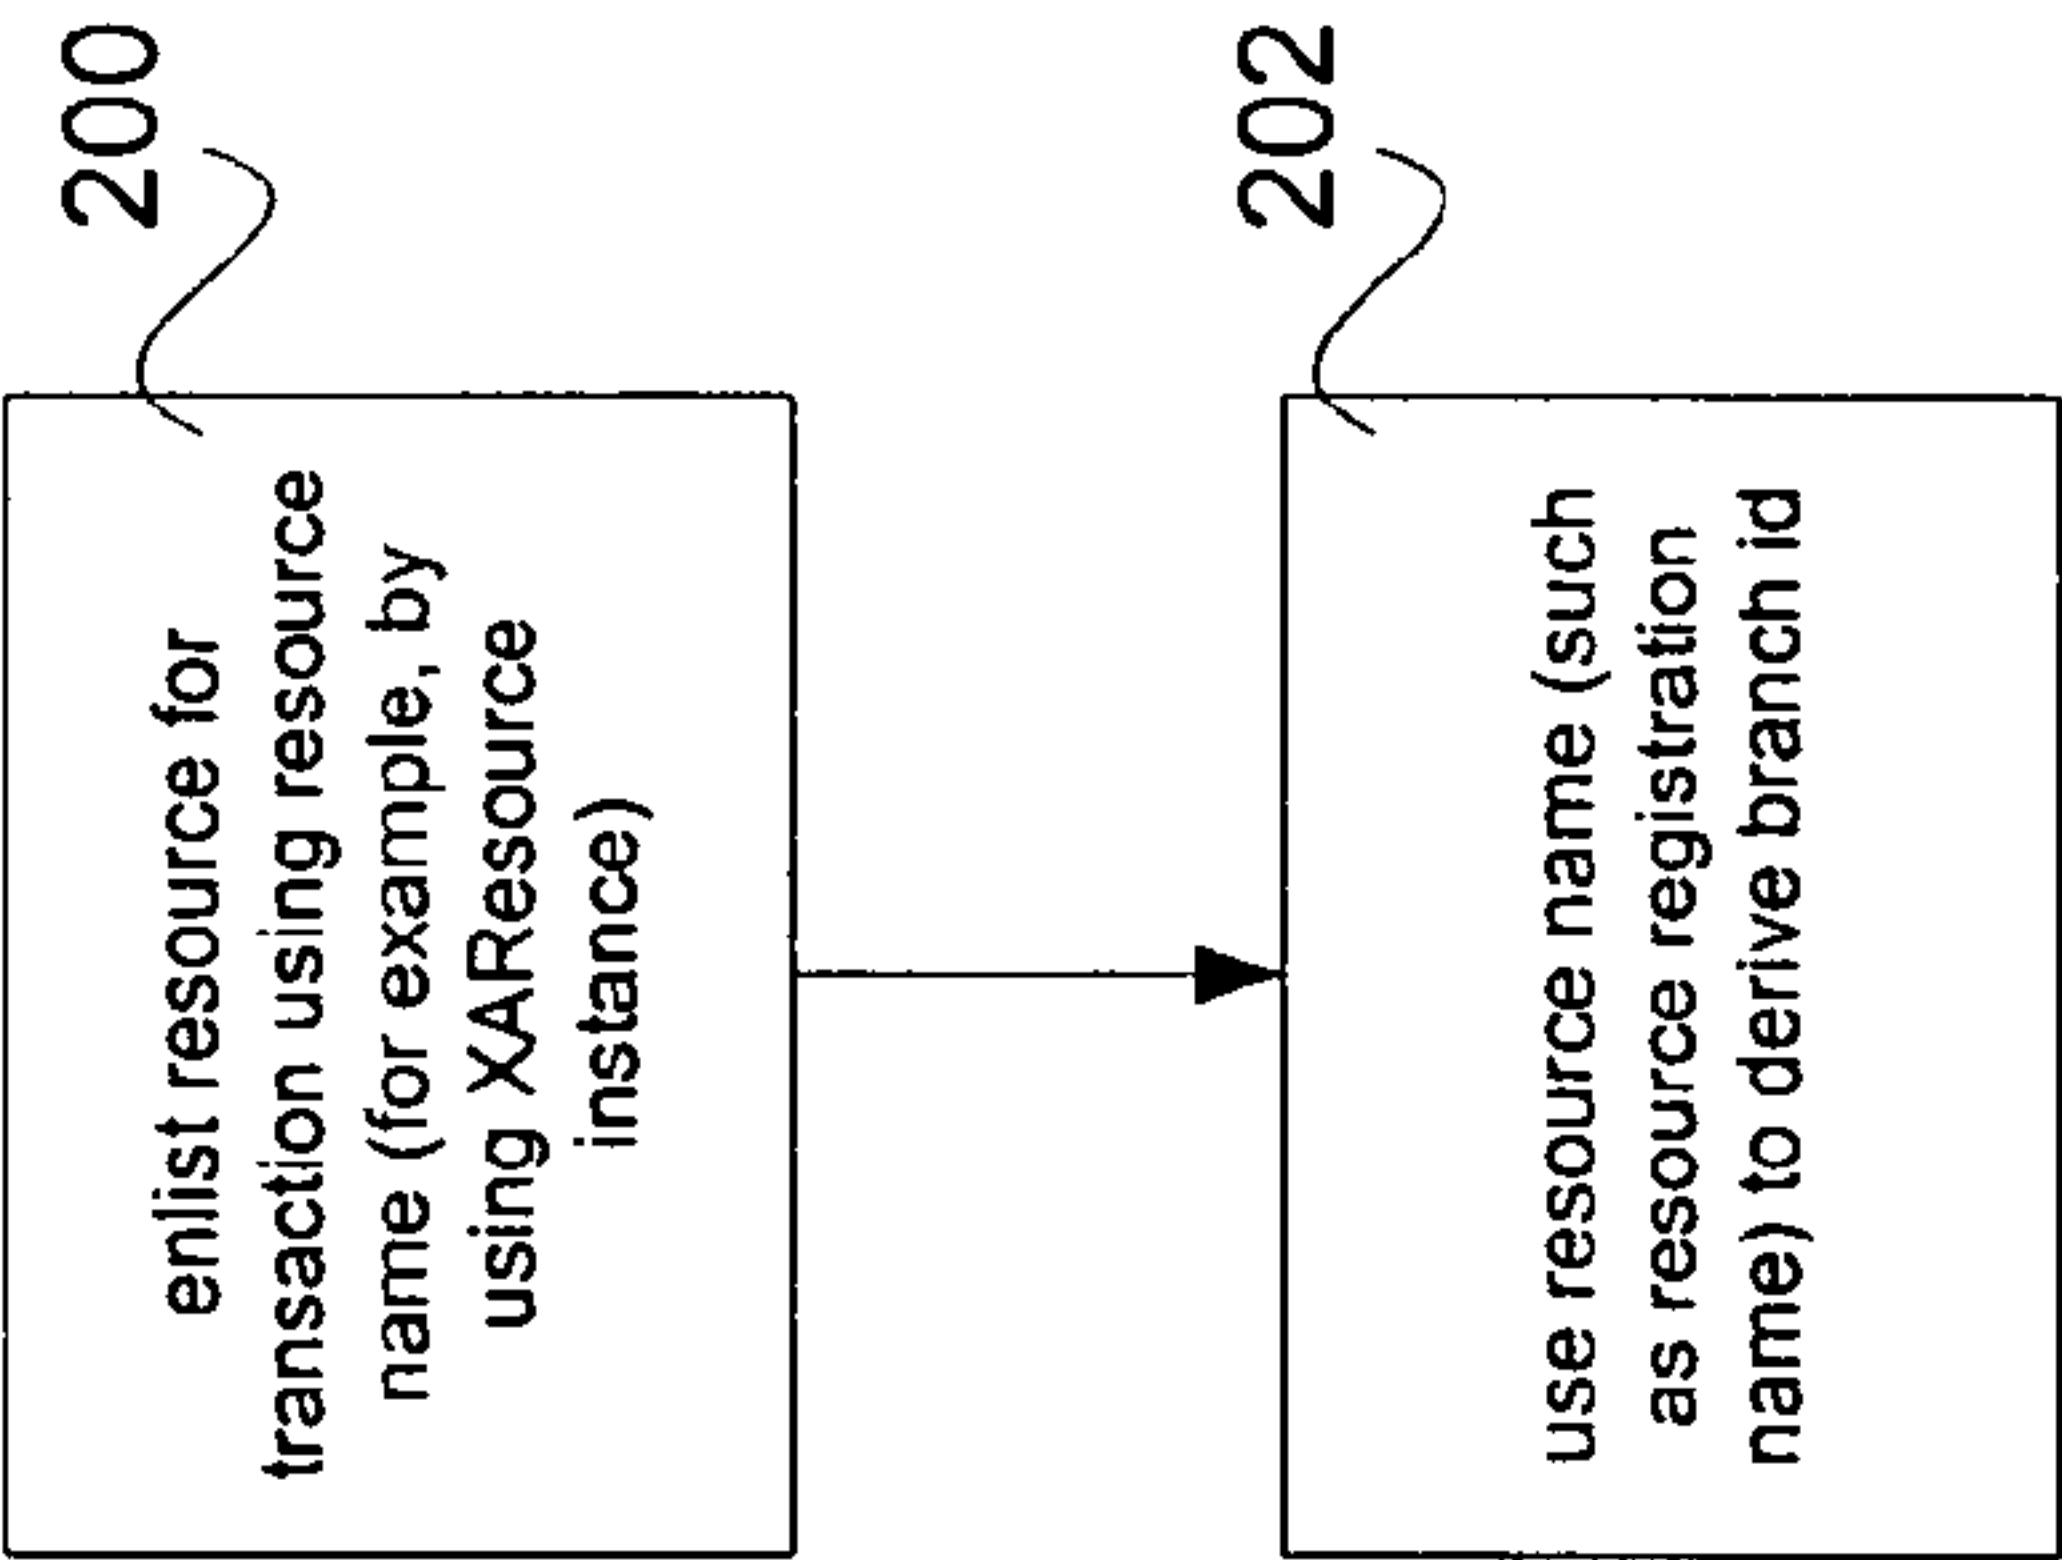 200
enlist resource for
transaction using resource
name (for example, by
using XAResource
instance)
202
use resource name (such
as resource registration
name) to derive branch id